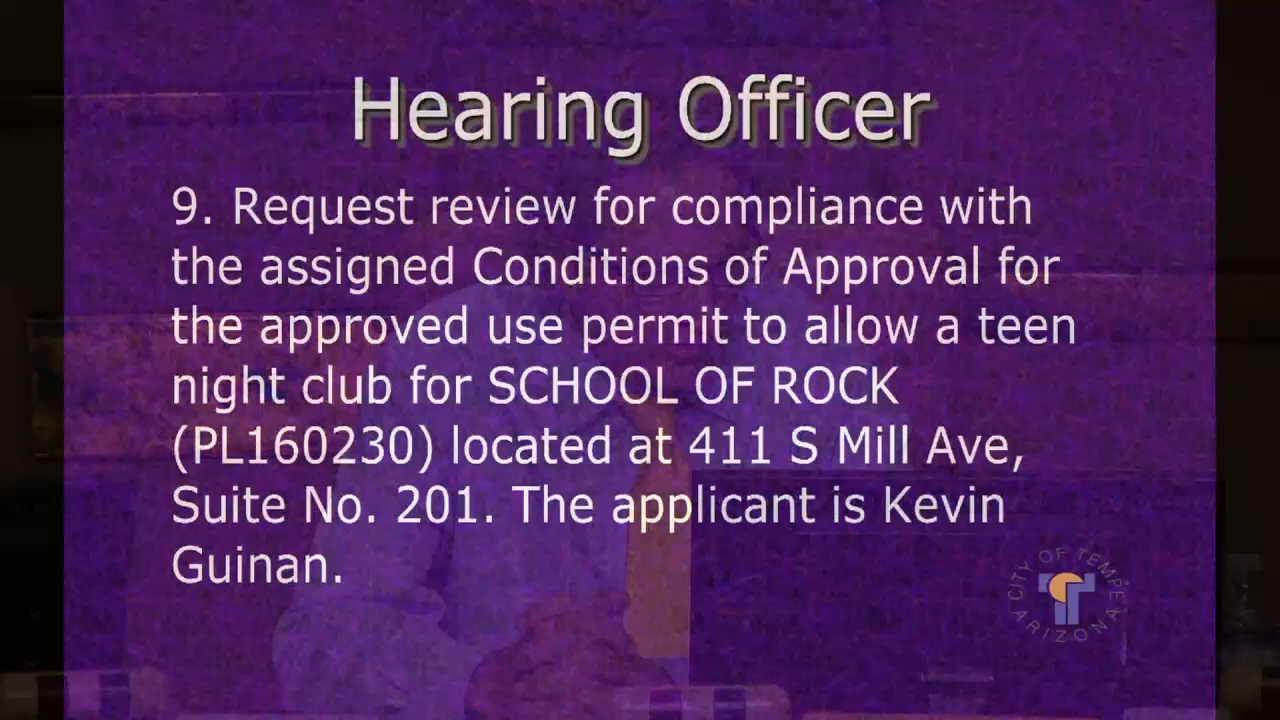 Hearing Officer
9. Request review for compliance with
the assigned Conditions of Approval for
the approved use permit to allow a teen
night club for SCHOOL OF ROCK
(PL160230) located at 411 S Mill Ave,
Suite No. 201. The applicant is Kevin
Guinan.
CITY OF TEMPE
ARIZONA